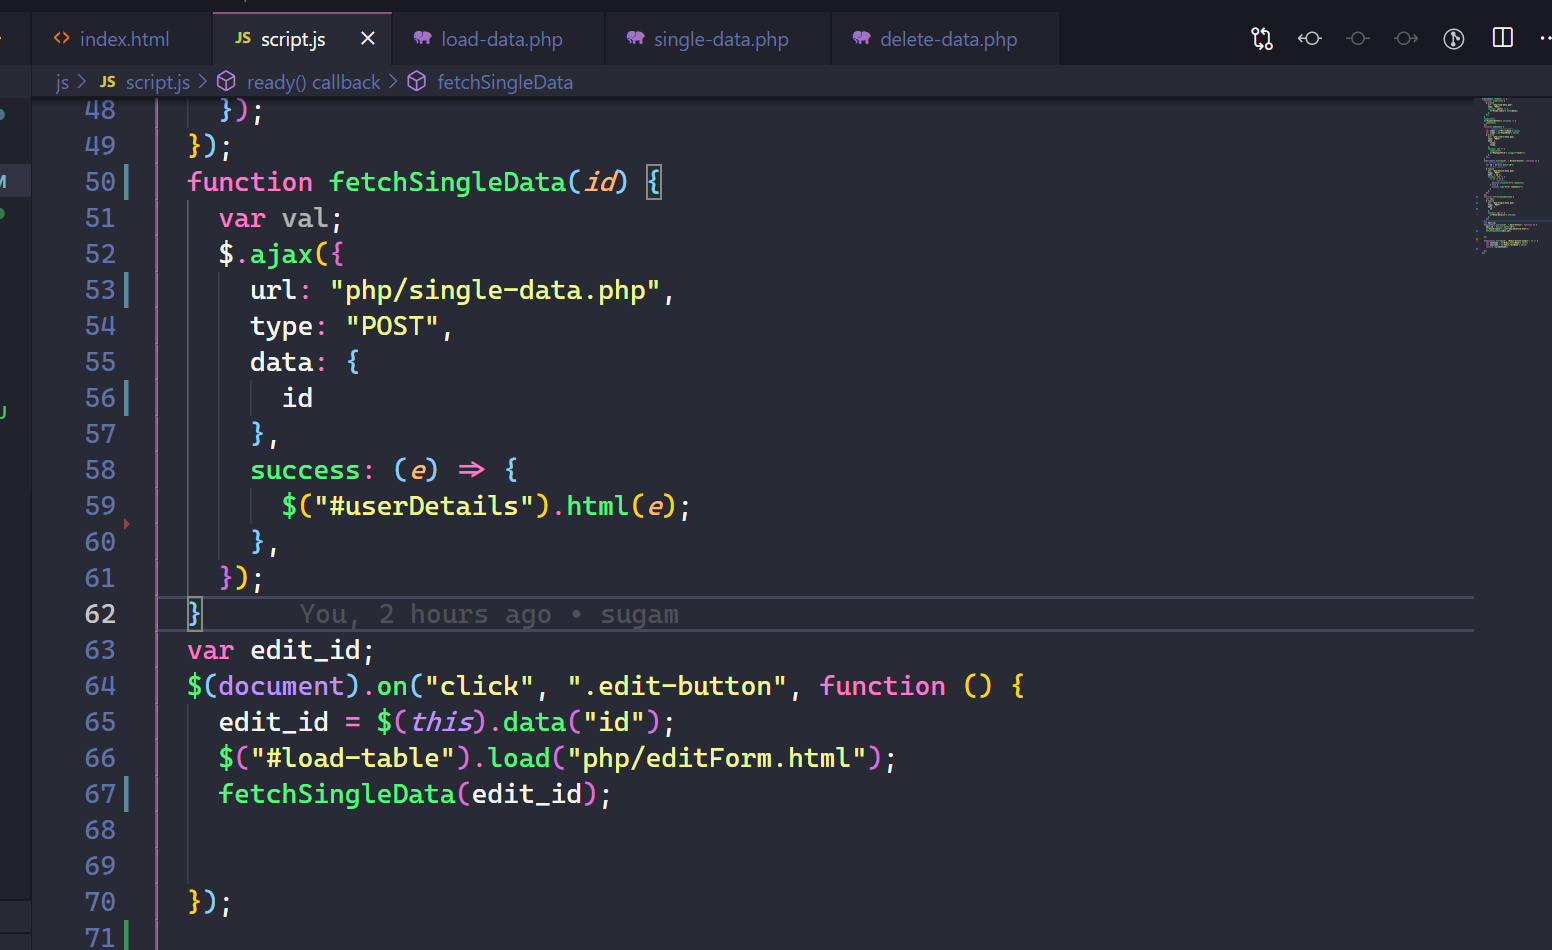 index.html
JS script.js
load-data.php
single-data.php
delete-data.php
js > JS script.js > ready() callback > fetchSingleData
48 });
49 });
50 function fetchSingleData(id) {
51 var val;
52 $.ajax({
53 url: "php/single-data.php",
54 type: "POST",
55 data: {
56 id
57 },
58 success: (e) => {
59 $("#userDetails").html(e);
60 },
61 });
62 } You, 2 hours ago • sugam
63 var edit_id;
64 $(document).on("click", ".edit-button", function () {
65 edit_id = $(this).data("id");
66 $("#load-table").load("php/editForm.html");
67 fetchSingleData(edit_id);
68
69
70 });
71